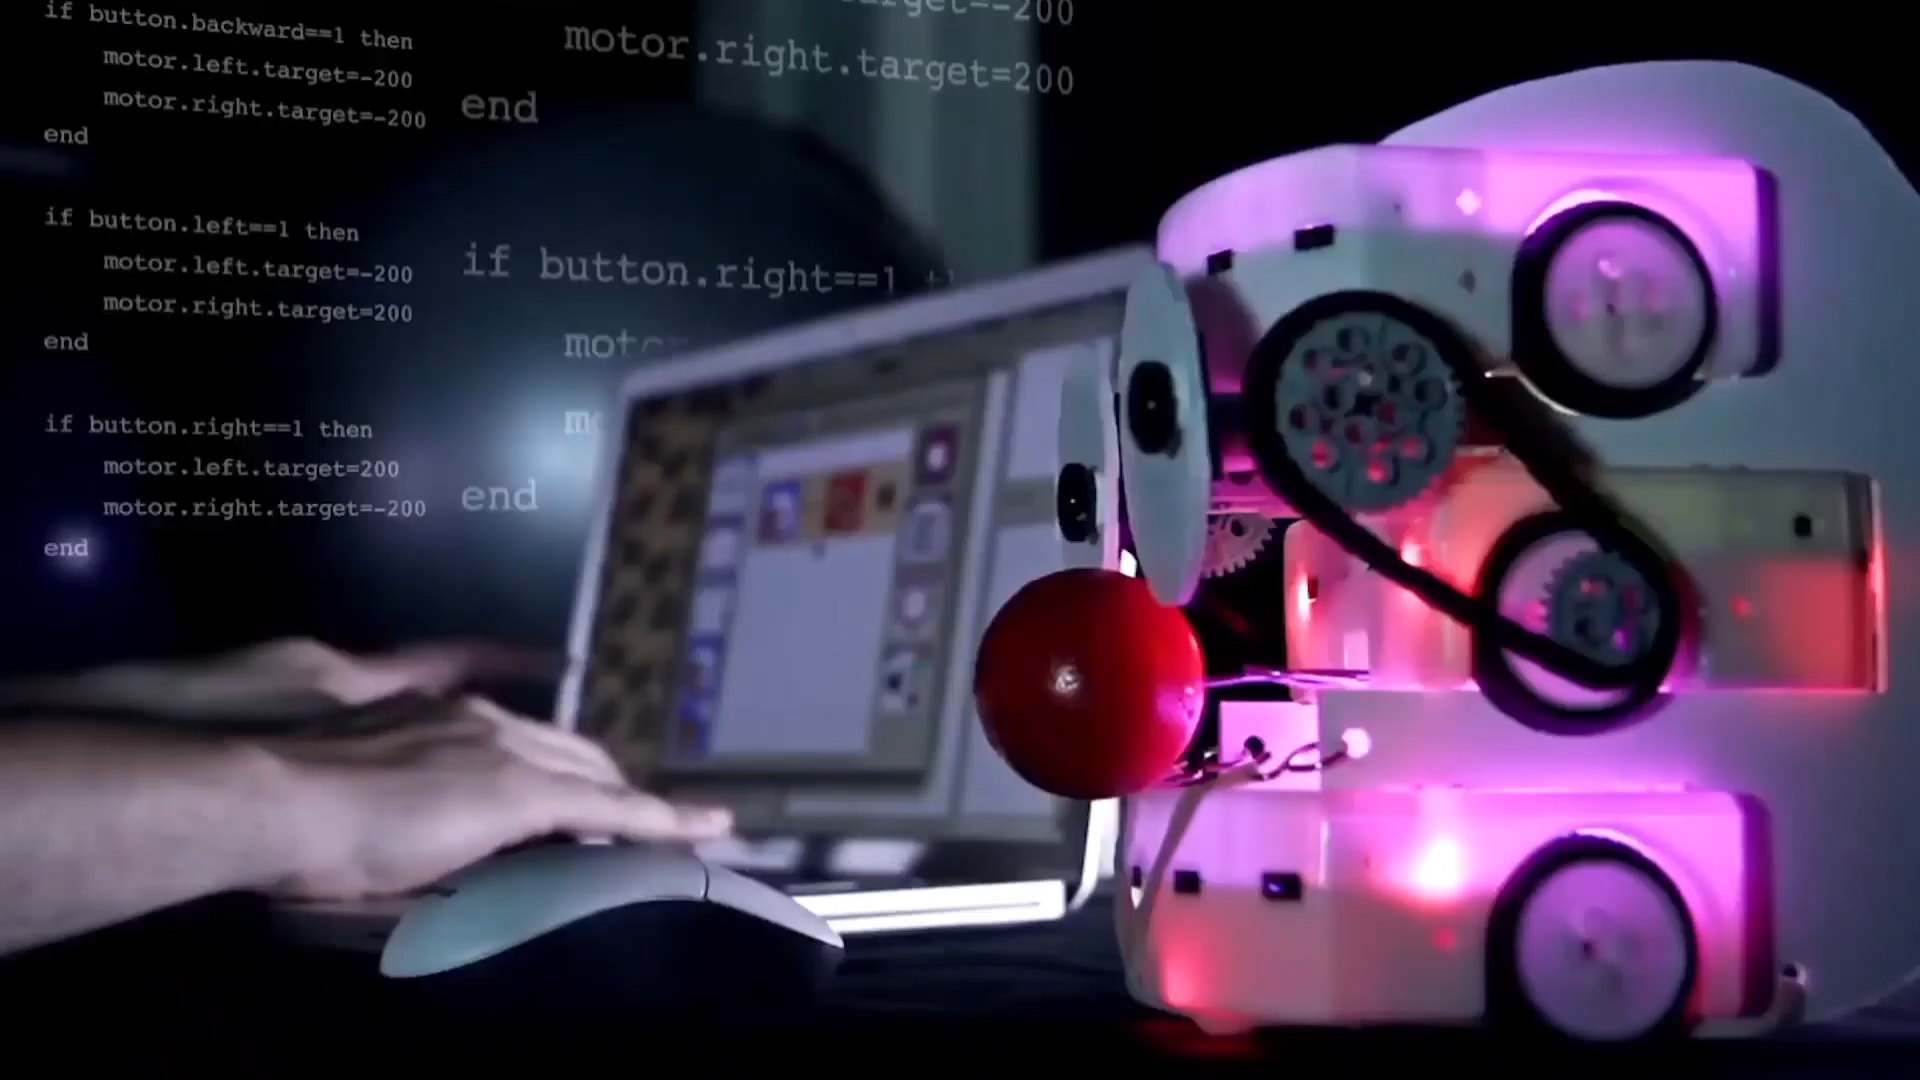 if button.backward==1 then
motor.left.target=-200
motor.right.target=-200
end
if button.left==1 then
motor.left.target=-200
motor.right.target=200
end
if button.right==1 then
motor.left.target=200
motor.right.target=-200
end
motor.right.target=200
end
if button.right==1
end